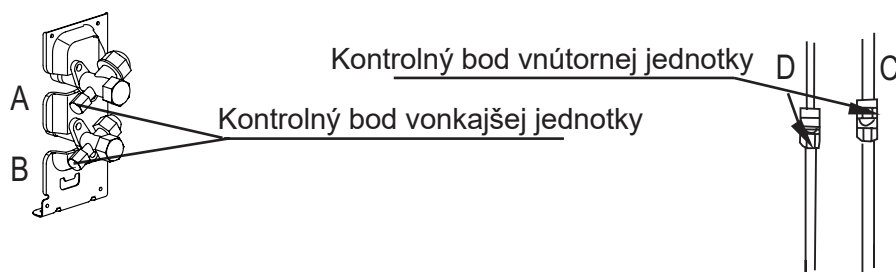 Kontrolný bod vnútornej jednotky
D
C
A
Kontrolný bod vonkajšej jednotky
B